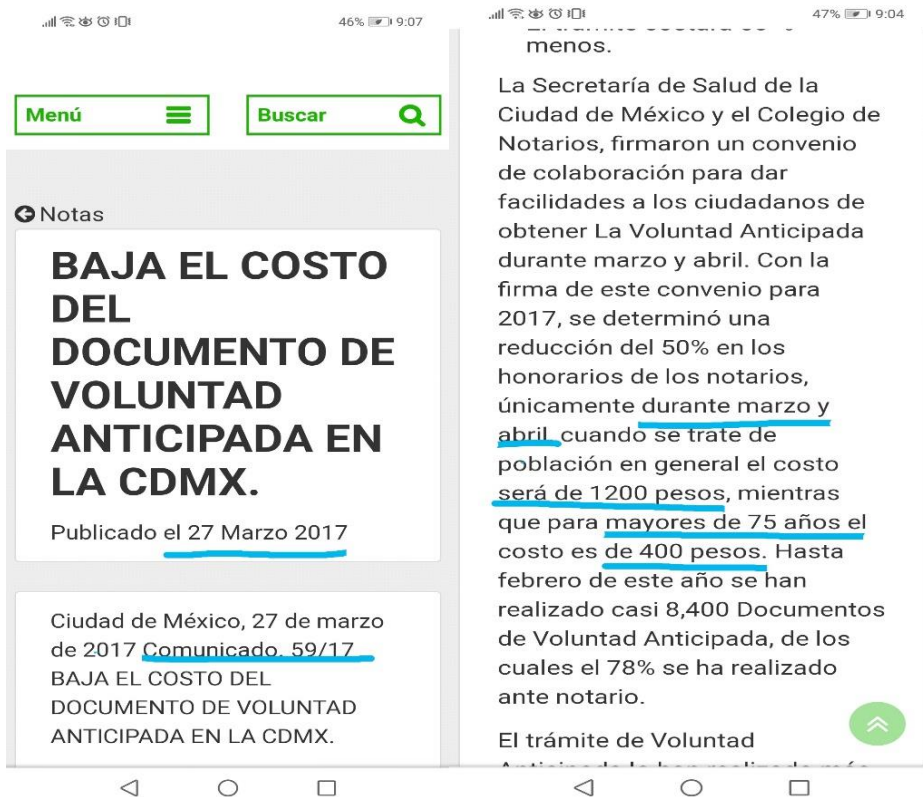 46% 9:07
Menú
Buscar
Notas
BAJA EL COSTO
DEL
DOCUMENTO DE
VOLUNTAD
ANTICIPADA EN
LA CDMX.
Publicado el 27 Marzo 2017
Ciudad de México, 27 de marzo
de 2017 Comunicado. 59/17
BAJA EL COSTO DEL
DOCUMENTO DE VOLUNTAD
ANTICIPADA EN LA CDMX.
47% 9:04
menos.
La Secretaría de Salud de la
Ciudad de México y el Colegio de
Notarios, firmaron un convenio
de colaboración para dar
facilidades a los ciudadanos de
obtener La Voluntad Anticipada
durante marzo y abril. Con la
firma de este convenio para
2017, se determinó una
reducción del 50% en los
honorarios de los notarios,
únicamente durante marzo y
abril, cuando se trate de
población en general el costo
será de 1200 pesos, mientras
que para mayores de 75 años el
costo es de 400 pesos. Hasta
febrero de este año se han
realizado casi 8,400 Documentos
de Voluntad Anticipada, de los
cuales el 78% se ha realizado
ante notario.
El trámite de Voluntad